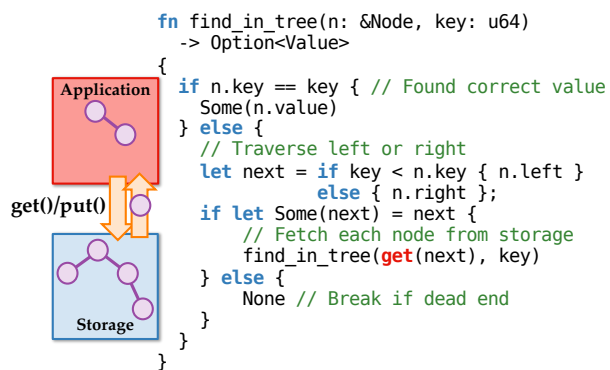 fn find_in_tree(n: &Node, key: u64)
  -> Option<Value>
{
  if n.key == key { // Found correct value
    Some(n.value)
  } else {
    // Traverse left or right
    let next = if key < n.key { n.left }
               else { n.right };
    if let Some(next) = next {
        // Fetch each node from storage
        find_in_tree(get(next), key)
    } else {
        None // Break if dead end
    }
  }
}
Application
get()/put()
Storage